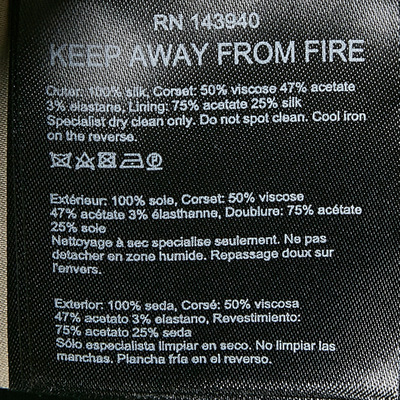 RN 143940
KEEP AWAY FROM FIRE
Outer: 100% silk, Corset: 50% viscose 47% acetate
3% elastane, Lining: 75% acetate 25% silk
Specialist dry clean only. Do not spot clean. Cool iron
on the reverse.
Extérieur: 100% soie, Corset: 50% viscose
47% acétate 3% élasthanne, Doublure: 75% acétate
25% soie
Nettoyage à sec specialise seulement. Ne pas
detacher en zone humide. Repassage doux sur
l'envers.
Exterior: 100% seda, Corsé: 50% viscosa
47% acetato 3% elastano, Revestimiento:
75% acetato 25% seda
Sólo especialista limpiar en seco. No limpiar las
manchas. Plancha fría en el reverso.